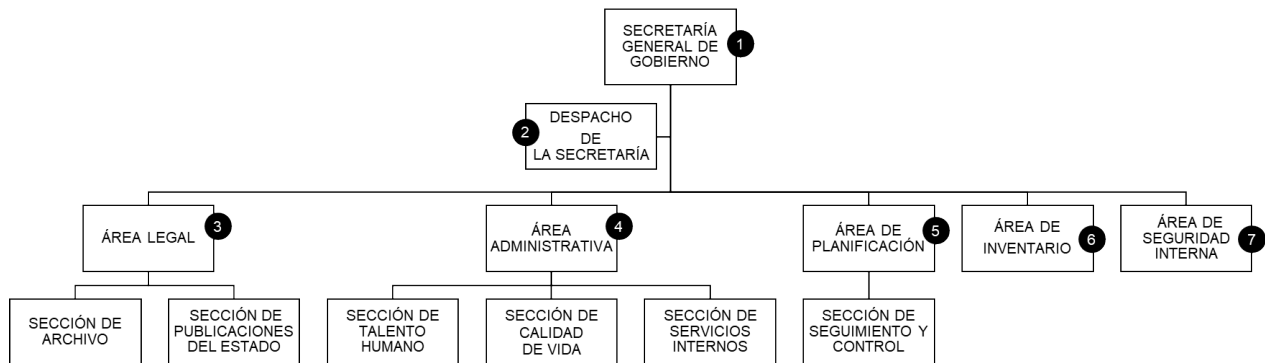 SECRETARÍA
GENERAL DE
GOBIERNO
1
DESPACHO
DE
LA SECRETARÍA
2
ÁREA LEGAL
3
ÁREA
ADMINISTRATIVA
4
ÁREA DE
PLANIFICACIÓN
5
ÁREA DE
INVENTARIO
6
ÁREA DE
SEGURIDAD
INTERNA
7
SECCIÓN DE
ARCHIVO
SECCIÓN DE
PUBLICACIONES
DEL ESTADO
SECCIÓN DE
TALENTO
HUMANO
SECCIÓN DE
CALIDAD
DE VIDA
SECCIÓN DE
SERVICIOS
INTERNOS
SECCIÓN DE
SEGUIMIENTO Y
CONTROL